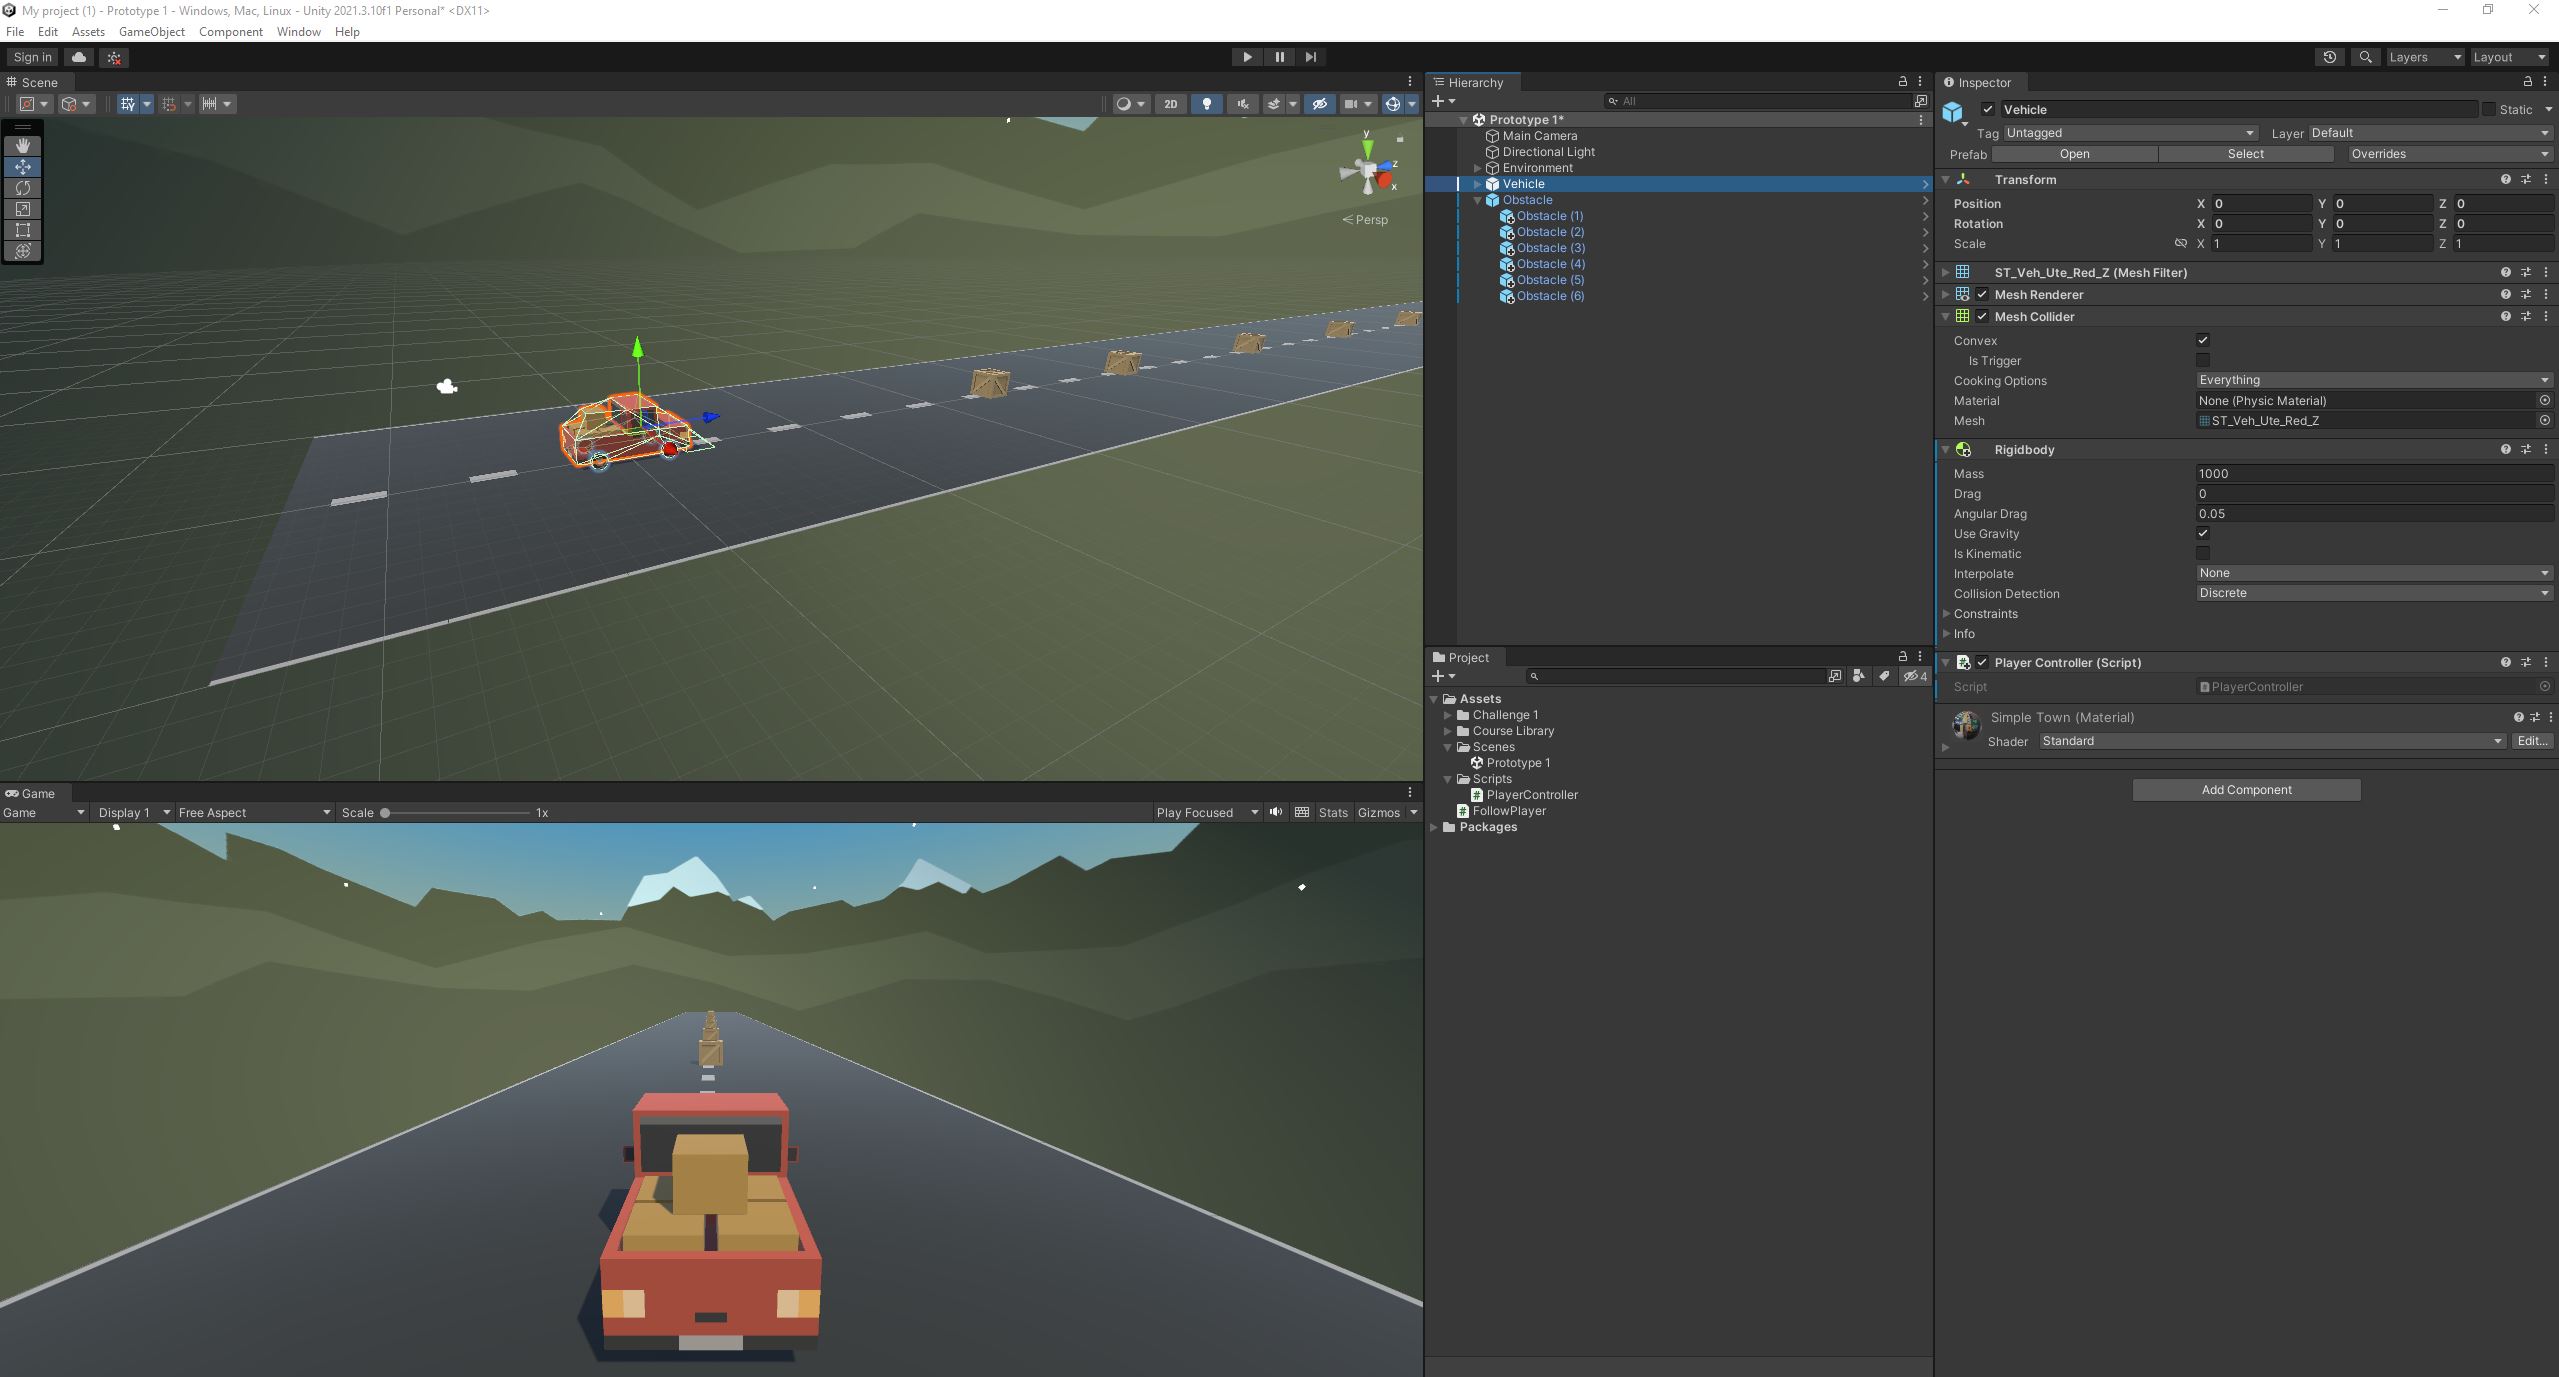 My project (1) - Prototype 1 - Windows, Mac, Linux - Unity 2021.3.10f1 Personal* <DX11>
File Edit Assets GameObject Component Window Help
Sign in
Layers Layout
Scene
2D
y
z
x
Persp
Game
Game Display 1 Free Aspect Scale 1x Play Focused Stats Gizmos
Hierarchy
All
Prototype 1*
Main Camera
Directional Light
Environment
Vehicle
Obstacle
Obstacle (1)
Obstacle (2)
Obstacle (3)
Obstacle (4)
Obstacle (5)
Obstacle (6)
Project
4
Assets
Challenge 1
Course Library
Scenes
Prototype 1
Scripts
PlayerController
FollowPlayer
Packages
Inspector
Vehicle Static
Tag Untagged Layer Default
Prefab Open Select Overrides
Transform
Position X 0 Y 0 Z 0
Rotation X 0 Y 0 Z 0
Scale X 1 Y 1 Z 1
ST_Veh_Ute_Red_Z (Mesh Filter)
Mesh Renderer
Mesh Collider
Convex
Is Trigger
Cooking Options Everything
Material None (Physic Material)
Mesh ST_Veh_Ute_Red_Z
Rigidbody
Mass 1000
Drag 0
Angular Drag 0.05
Use Gravity
Is Kinematic
Interpolate None
Collision Detection Discrete
Constraints
Info
Player Controller (Script)
Script PlayerController
Simple Town (Material)
Shader Standard Edit...
Add Component